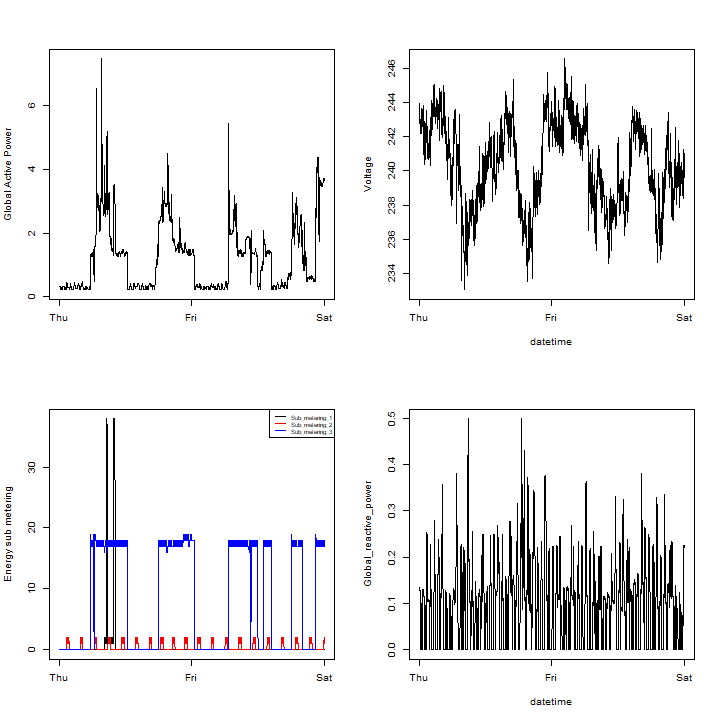 Global Active Power
6
4
2
0
Thu
Fri
Sat
Voltage
246
244
242
240
238
236
234
Thu
Fri
Sat
datetime
Energy sub metering
30
20
10
0
Sub_metering_1
Sub_metering_2
Sub_metering_3
Thu
Fri
Sat
Global_reactive_power
0.5
0.4
0.3
0.2
0.1
0.0
Thu
Fri
Sat
datetime